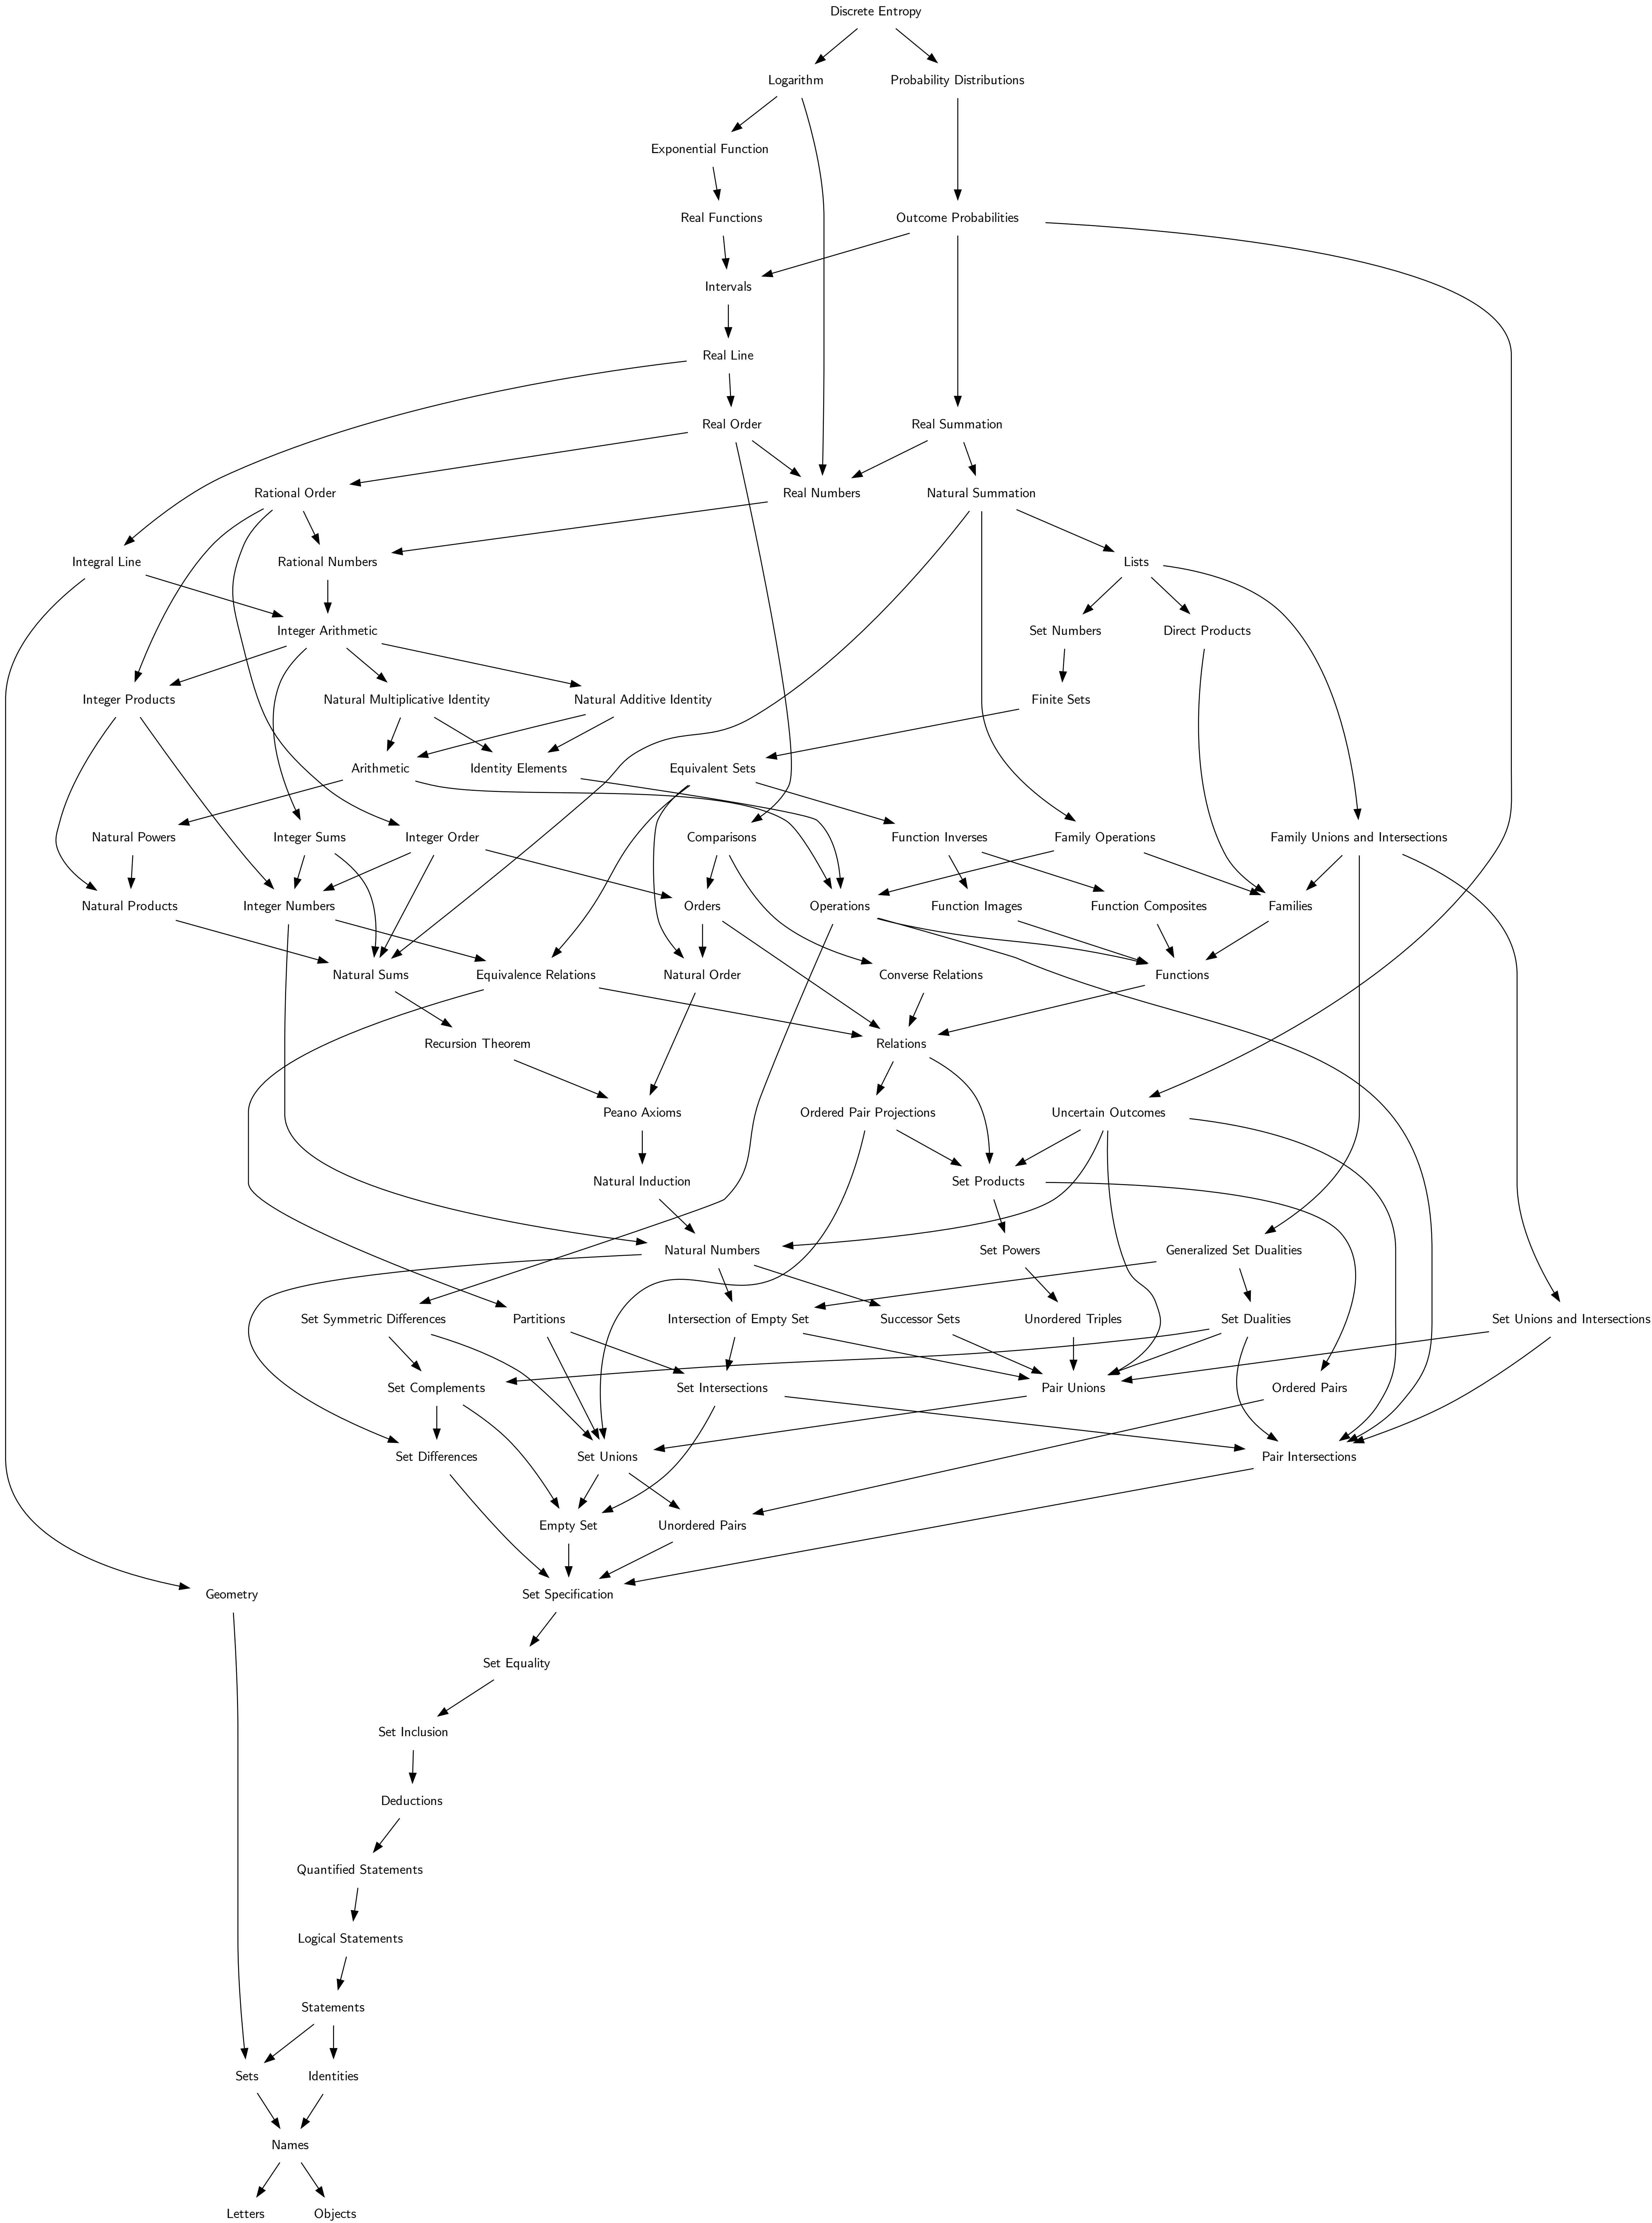 Discrete Entropy
Logarithm
Probability Distributions
Exponential Function
Real Functions
Outcome Probabilities
Intervals
Real Line
Real Order
Real Summation
Rational Order
Real Numbers
Natural Summation
Integral Line
Rational Numbers
Lists
Integer Arithmetic
Set Numbers
Direct Products
Integer Products
Natural Multiplicative Identity
Natural Additive Identity
Finite Sets
Arithmetic
Identity Elements
Equivalent Sets
Natural Powers
Integer Sums
Integer Order
Comparisons
Function Inverses
Family Operations
Family Unions and Intersections
Natural Products
Integer Numbers
Orders
Operations
Function Images
Function Composites
Families
Natural Sums
Equivalence Relations
Natural Order
Converse Relations
Functions
Recursion Theorem
Relations
Peano Axioms
Ordered Pair Projections
Uncertain Outcomes
Natural Induction
Set Products
Natural Numbers
Set Powers
Generalized Set Dualities
Set Symmetric Differences
Partitions
Intersection of Empty Set
Successor Sets
Unordered Triples
Set Dualities
Set Unions and Intersections
Set Complements
Set Intersections
Pair Unions
Ordered Pairs
Set Differences
Set Unions
Pair Intersections
Empty Set
Unordered Pairs
Geometry
Set Specification
Set Equality
Set Inclusion
Deductions
Quantified Statements
Logical Statements
Statements
Sets
Identities
Names
Letters
Objects